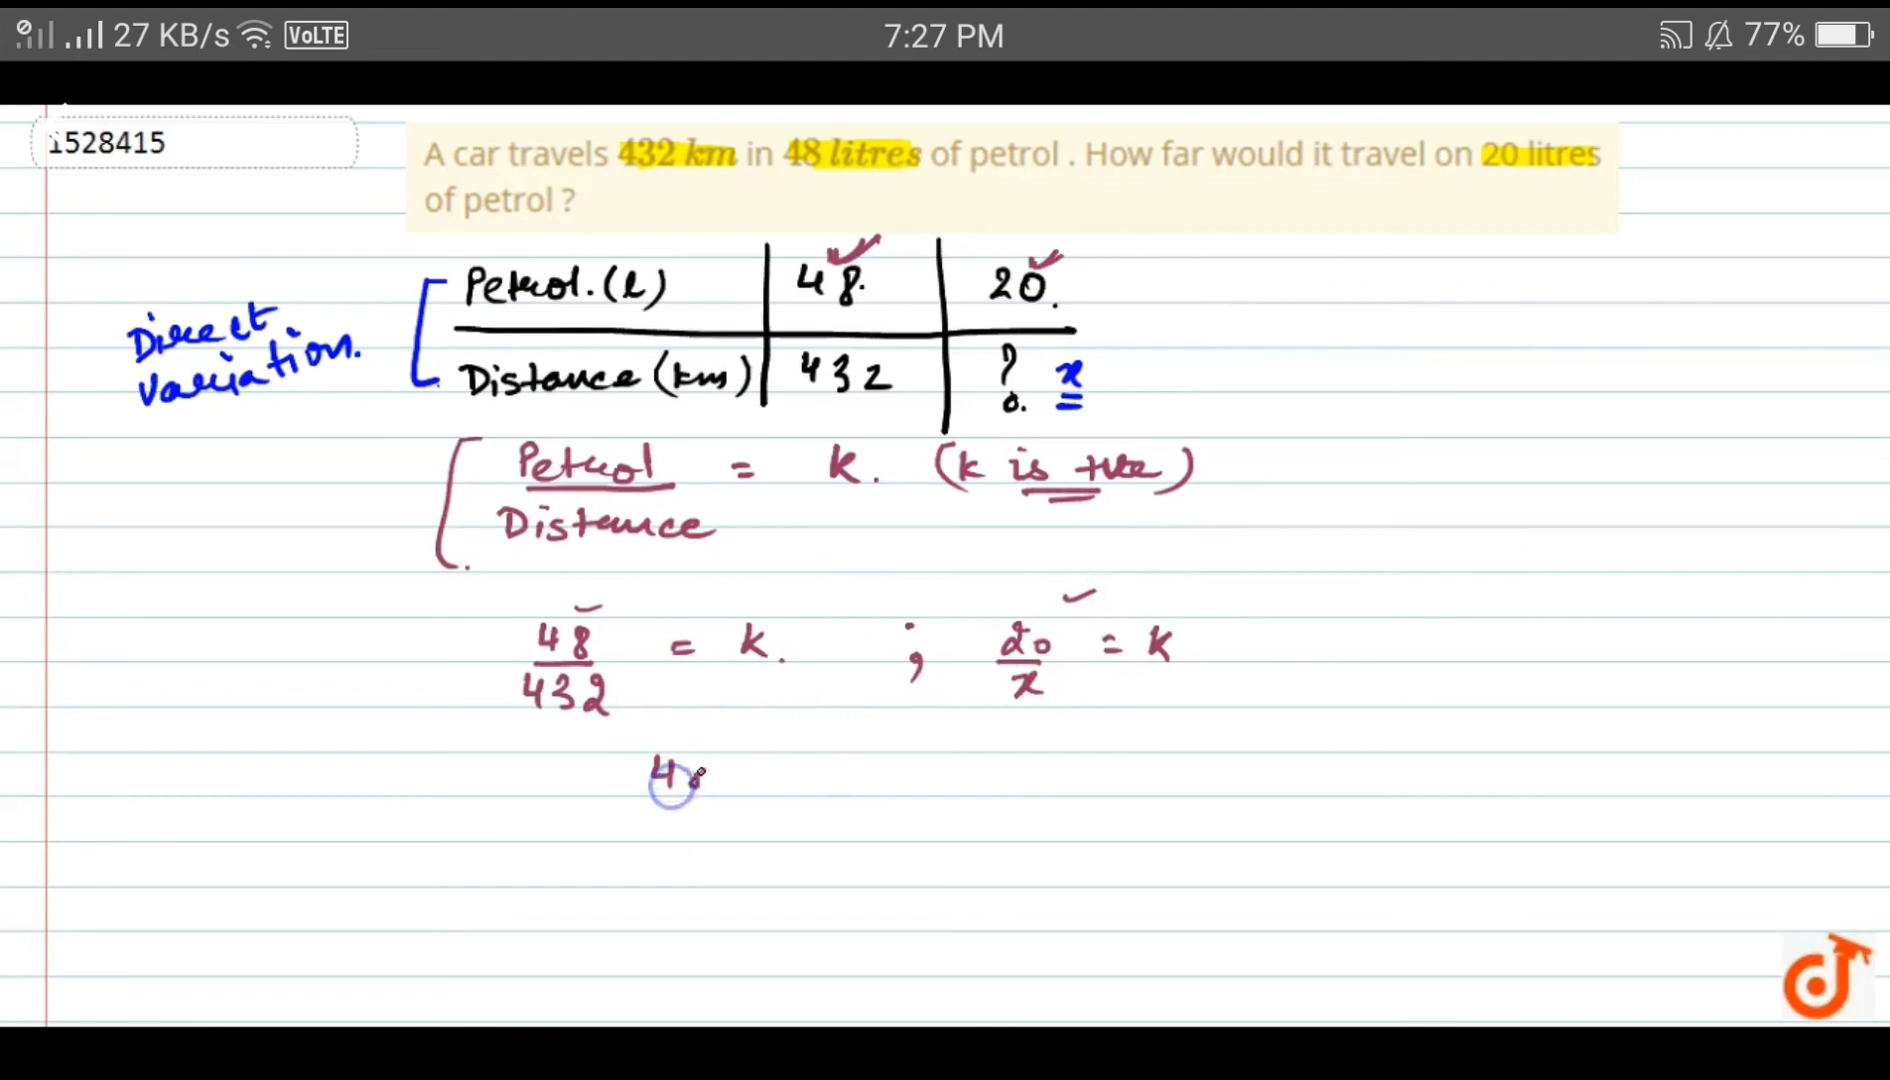 27 KB/s VoLTE 7:27 PM 77%
1528415
A car travels 432 km in 48 litres of petrol . How far would it travel on 20 litres
of petrol ?
Petrol. (l) 48. 20.
Direct
variation.
Distance (km) 432 ? x
Petrol = k. (k is +ve)
Distance
48 = k. ; 20 = k
432 x
4